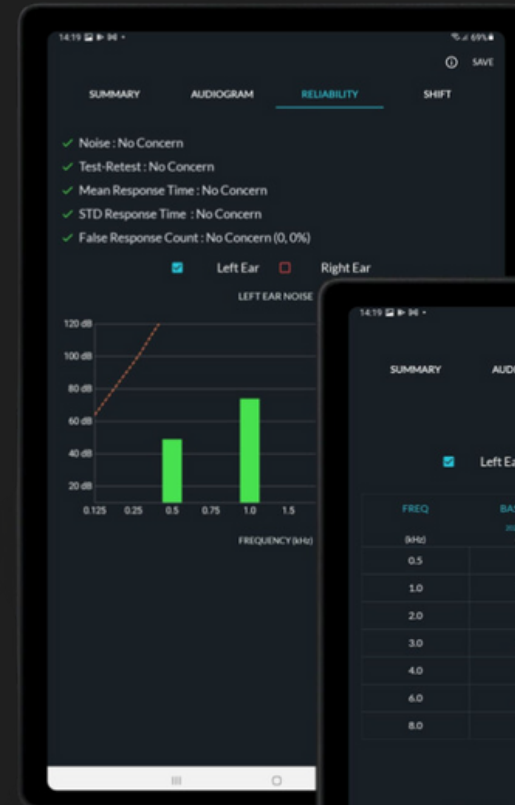 14:19
69%
SAVE
SUMMARY AUDIOGRAM RELIABILITY SHIFT
Noise : No Concern
Test-Retest : No Concern
Mean Response Time : No Concern
STD Response Time : No Concern
False Response Count : No Concern (0, 0%)
Left Ear Right Ear
LEFT EAR NOISE
120 dB
100 dB
80 dB
60 dB
40 dB
20 dB
0.125 0.25 0.5 0.75 1.0 1.5
FREQUENCY (kHz)
14:19
SUMMARY
Left Ea
FREQ
(kHz)
0.5
1.0
2.0
3.0
4.0
6.0
8.0